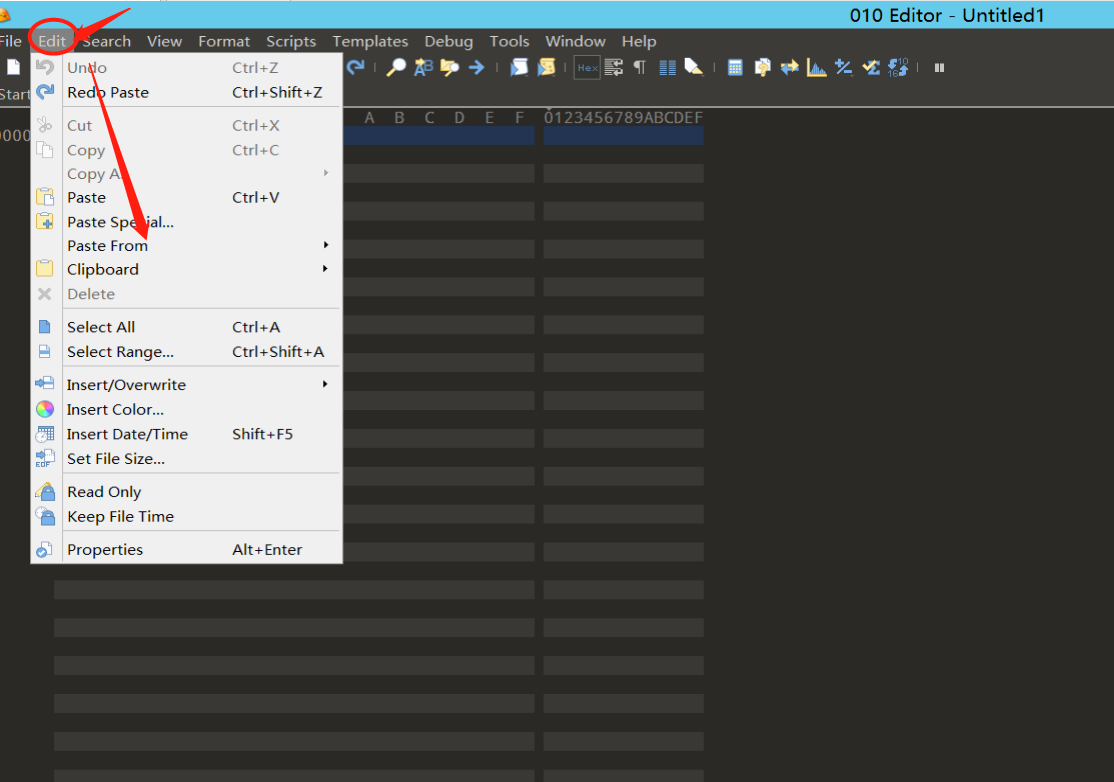 010 Editor - Untitled1
File Edit Search View Format Scripts Templates Debug Tools Window Help
Hex
Start
Undo Ctrl+Z
Redo Paste Ctrl+Shift+Z
Cut Ctrl+X
Copy Ctrl+C
Copy A
Paste Ctrl+V
Paste Special...
Paste From
Clipboard
Delete
Select All Ctrl+A
Select Range... Ctrl+Shift+A
Insert/Overwrite
Insert Color...
Insert Date/Time Shift+F5
Set File Size...
EOF
Read Only
Keep File Time
Properties Alt+Enter
A B C D E F 0123456789ABCDEF
0000